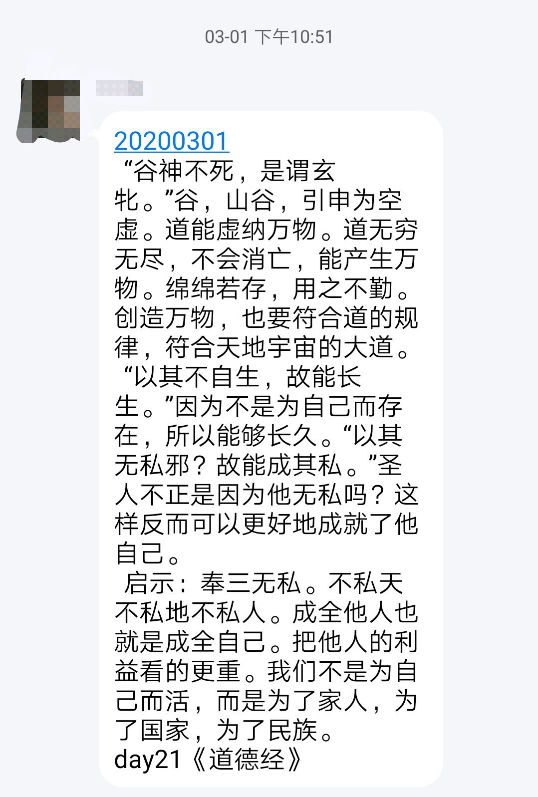 03-01 下午10:51
20200301
“谷神不死，是谓玄
牝。”谷，山谷，引申为空
虚。道能虚纳万物。道无穷
无尽，不会消亡，能产生万
物。绵绵若存，用之不勤。
创造万物，也要符合道的规
律，符合天地宇宙的大道。
“以其不自生，故能长
生。”因为不是为自己而存
在，所以能够长久。“以其
无私邪？故能成其私。”圣
人不正是因为他无私吗？这
样反而可以更好地成就了他
自己。
启示：奉三无私。不私天
不私地不私人。成全他人也
就是成全自己。把他人的利
益看的更重。我们不是为自
己而活，而是为了家人，为
了国家，为了民族。
day21《道德经》